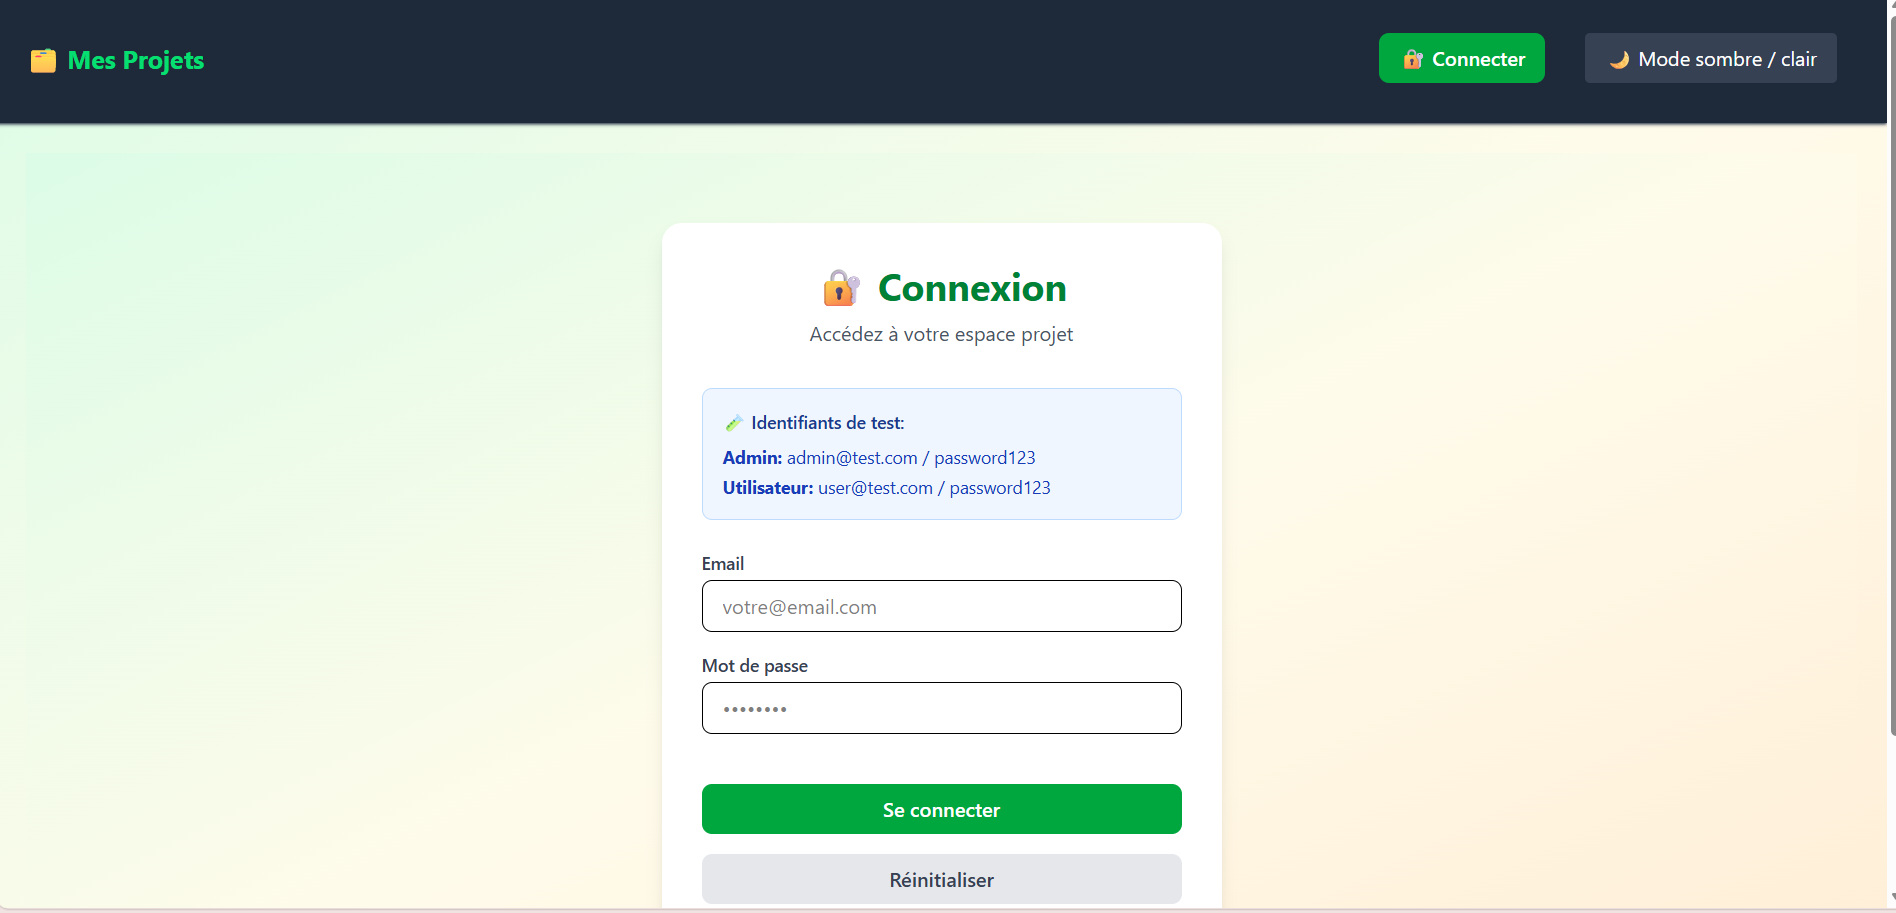 Mes Projets
Connecter
Mode sombre / clair
Connexion
Accédez à votre espace projet
Identifiants de test:
Admin: admin@test.com / password123
Utilisateur: user@test.com / password123
Email
votre@email.com
Mot de passe
••••••••
Se connecter
Réinitialiser